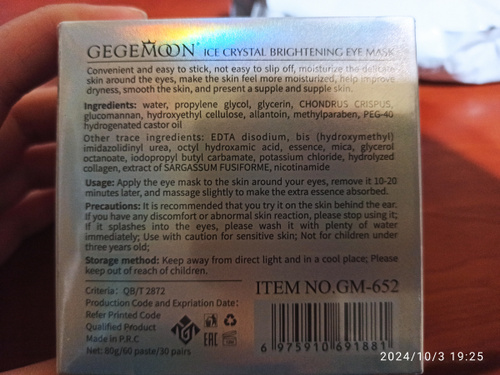 GEGEMOON® ICE CRYSTAL BRIGHTENING EYE MASK
Convenient and easy to stick, not easy to slip off, moisturize the delicate
skin around the eyes, make the skin feel more moisturized, help improve
dryness, smooth the skin, and present a supple and supple skin.
Ingredients: water, propylene glycol, glycerin, CHONDRUS CRISPUS,
glucomannan, hydroxyethyl cellulose, allantoin, methylparaben, PEG-40
hydrogenated castor oil
Other trace ingredients: EDTA disodium, bis (hydroxymethyl)
imidazolidinyl urea, octyl hydroxamic acid, essence, mica, glycerol
octanoate, iodopropyl butyl carbamate, potassium chloride, hydrolyzed
collagen, extract of SARGASSUM FUSIFORME, nicotinamide
Usage: Apply the eye mask to the skin around your eyes, remove it 10-20
minutes later, and massage slightly to make the extra essence absorbed.
Precautions: It is recommended that you try it on the skin behind the ear.
If you have any discomfort or abnormal skin reaction, please stop using it;
If it splashes into the eyes, please wash it with plenty of water
immediately; Use with caution for sensitive skin; Not for children under
three years old;
Storage method: Keep away from direct light and in a cool place; Please
keep out of reach of children.
Criteria: QB/T 2872
Production Code and Expriation Date:
Refer Printed Code
Qualified Product
Made in P.R.C
Net: 80g/60 paste/30 pairs
EAC
ITEM NO.GM-652
6 975910 691881
2024/10/3 19:25